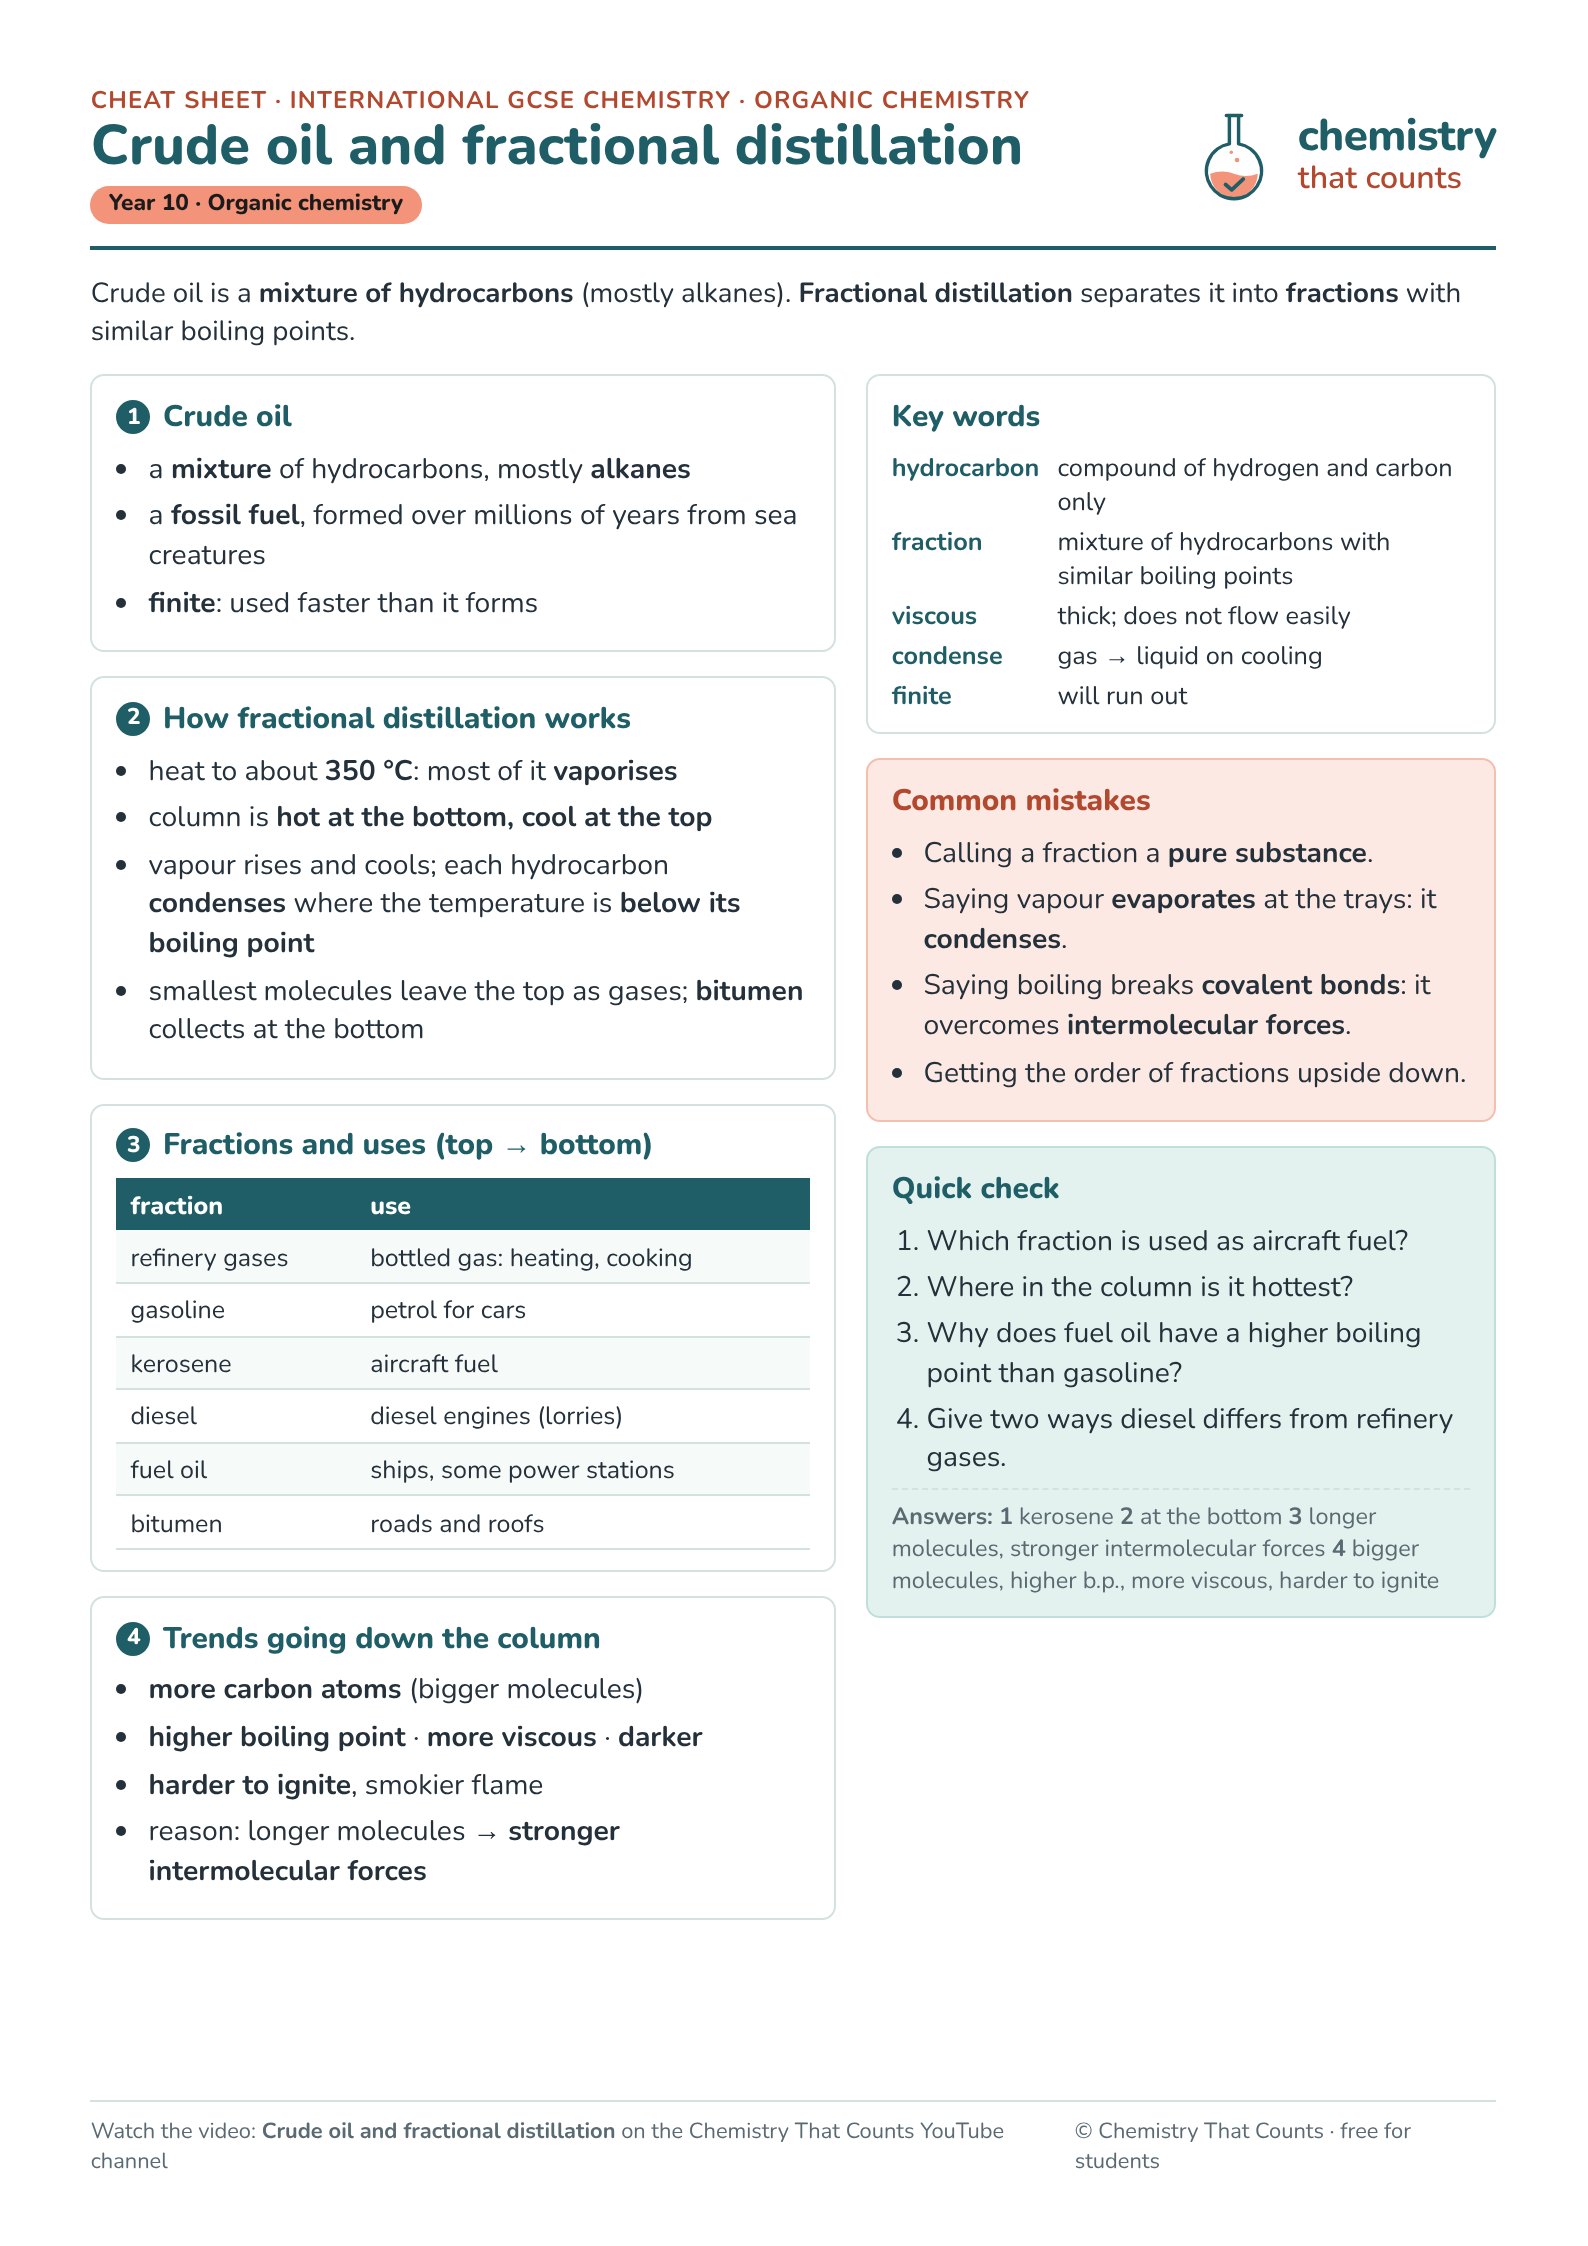 CHEAT SHEET · INTERNATIONAL GCSE CHEMISTRY · ORGANIC CHEMISTRY
Crude oil and fractional distillation
Year 10 · Organic chemistry
chemistry
that counts
Crude oil is a mixture of hydrocarbons (mostly alkanes). Fractional distillation separates it into fractions with
similar boiling points.
1 Crude oil
• a mixture of hydrocarbons, mostly alkanes
• a fossil fuel, formed over millions of years from sea
creatures
• finite: used faster than it forms
2 How fractional distillation works
• heat to about 350 °C: most of it vaporises
• column is hot at the bottom, cool at the top
• vapour rises and cools; each hydrocarbon
condenses where the temperature is below its
boiling point
• smallest molecules leave the top as gases; bitumen
collects at the bottom
3 Fractions and uses (top → bottom)
fraction use
refinery gases bottled gas: heating, cooking
gasoline petrol for cars
kerosene aircraft fuel
diesel diesel engines (lorries)
fuel oil ships, some power stations
bitumen roads and roofs
4 Trends going down the column
• more carbon atoms (bigger molecules)
• higher boiling point · more viscous · darker
• harder to ignite, smokier flame
• reason: longer molecules → stronger
intermolecular forces
Key words
hydrocarbon compound of hydrogen and carbon
only
fraction mixture of hydrocarbons with
similar boiling points
viscous thick; does not flow easily
condense gas → liquid on cooling
finite will run out
Common mistakes
• Calling a fraction a pure substance.
• Saying vapour evaporates at the trays: it
condenses.
• Saying boiling breaks covalent bonds: it
overcomes intermolecular forces.
• Getting the order of fractions upside down.
Quick check
1. Which fraction is used as aircraft fuel?
2. Where in the column is it hottest?
3. Why does fuel oil have a higher boiling
point than gasoline?
4. Give two ways diesel differs from refinery
gases.
Answers: 1 kerosene 2 at the bottom 3 longer
molecules, stronger intermolecular forces 4 bigger
molecules, higher b.p., more viscous, harder to ignite
Watch the video: Crude oil and fractional distillation on the Chemistry That Counts YouTube
channel
© Chemistry That Counts · free for
students